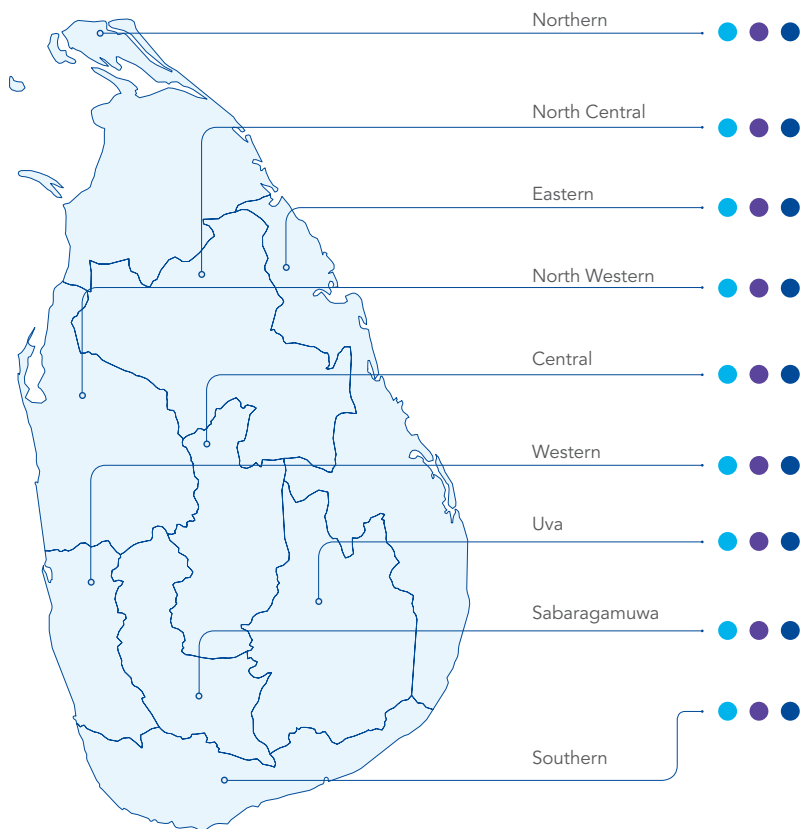 Northern
North Central
Eastern
North Western
Central
Western
Uva
Sabaragamuwa
Southern